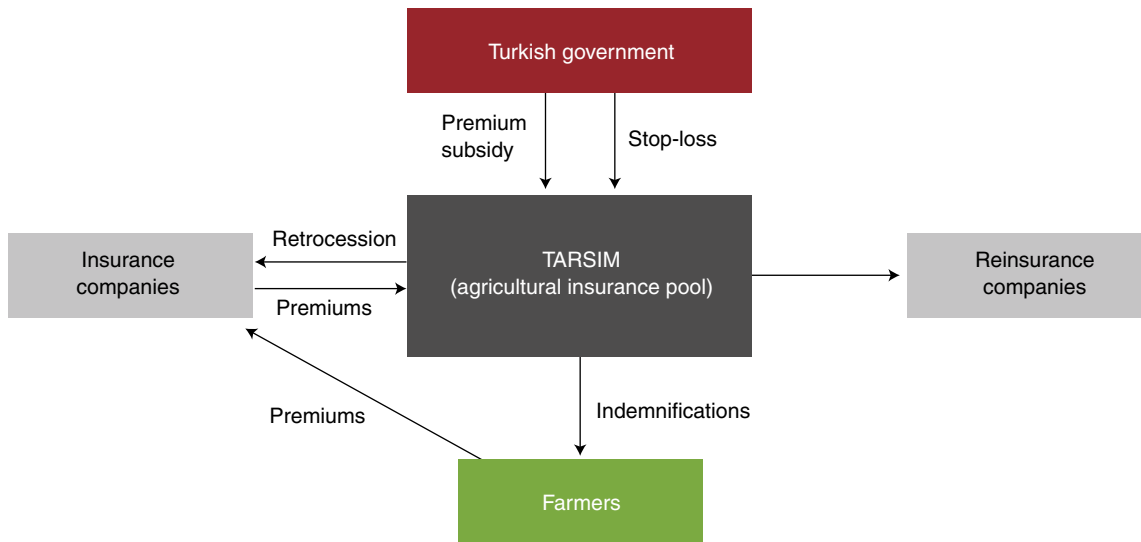 Turkish government
Premium
subsidy
Stop-loss
Retrocession
Insurance
companies
TARSIM
(agricultural insurance pool)
Reinsurance
companies
Premiums
Premiums
Indemnifications
Farmers